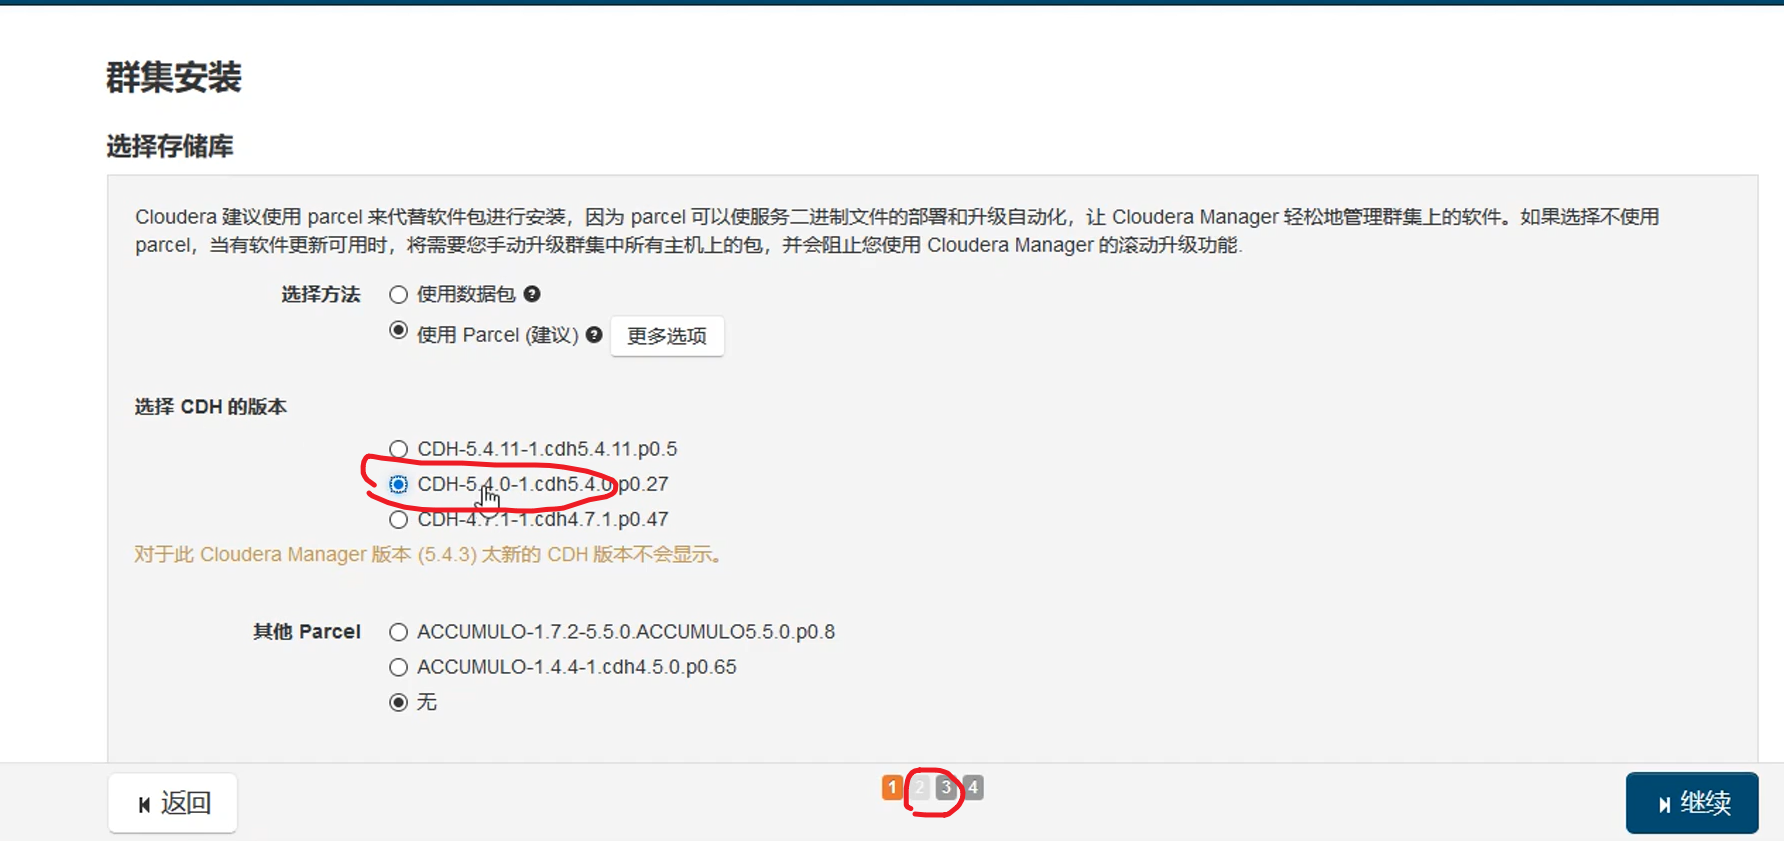 群集安装
选择存储库
Cloudera 建议使用 parcel 来代替软件包进行安装，因为 parcel 可以使服务二进制文件的部署和升级自动化，让 Cloudera Manager 轻松地管理群集上的软件。如果选择不使用
parcel，当有软件更新可用时，将需要您手动升级群集中所有主机上的包，并会阻止您使用 Cloudera Manager 的滚动升级功能.
选择方法 使用数据包 ?
使用 Parcel (建议) ? 更多选项
选择 CDH 的版本
CDH-5.4.11-1.cdh5.4.11.p0.5
CDH-5.4.0-1.cdh5.4.0.p0.27
CDH-4.7.1-1.cdh4.7.1.p0.47
对于此 Cloudera Manager 版本 (5.4.3) 太新的 CDH 版本不会显示。
其他 Parcel ACCUMULO-1.7.2-5.5.0.ACCUMULO5.5.0.p0.8
ACCUMULO-1.4.4-1.cdh4.5.0.p0.65
无
返回 1 2 3 4 继续